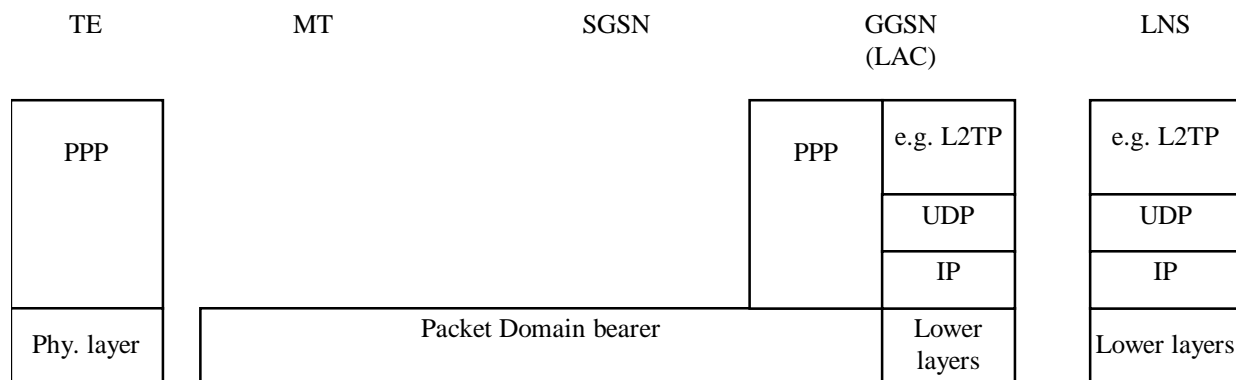 TE MT SGSN GGSN LNS
(LAC)
PPP PPP e.g. L2TP e.g. L2TP
UDP UDP
IP IP
Phy. layer Packet Domain bearer Lower layers Lower layers